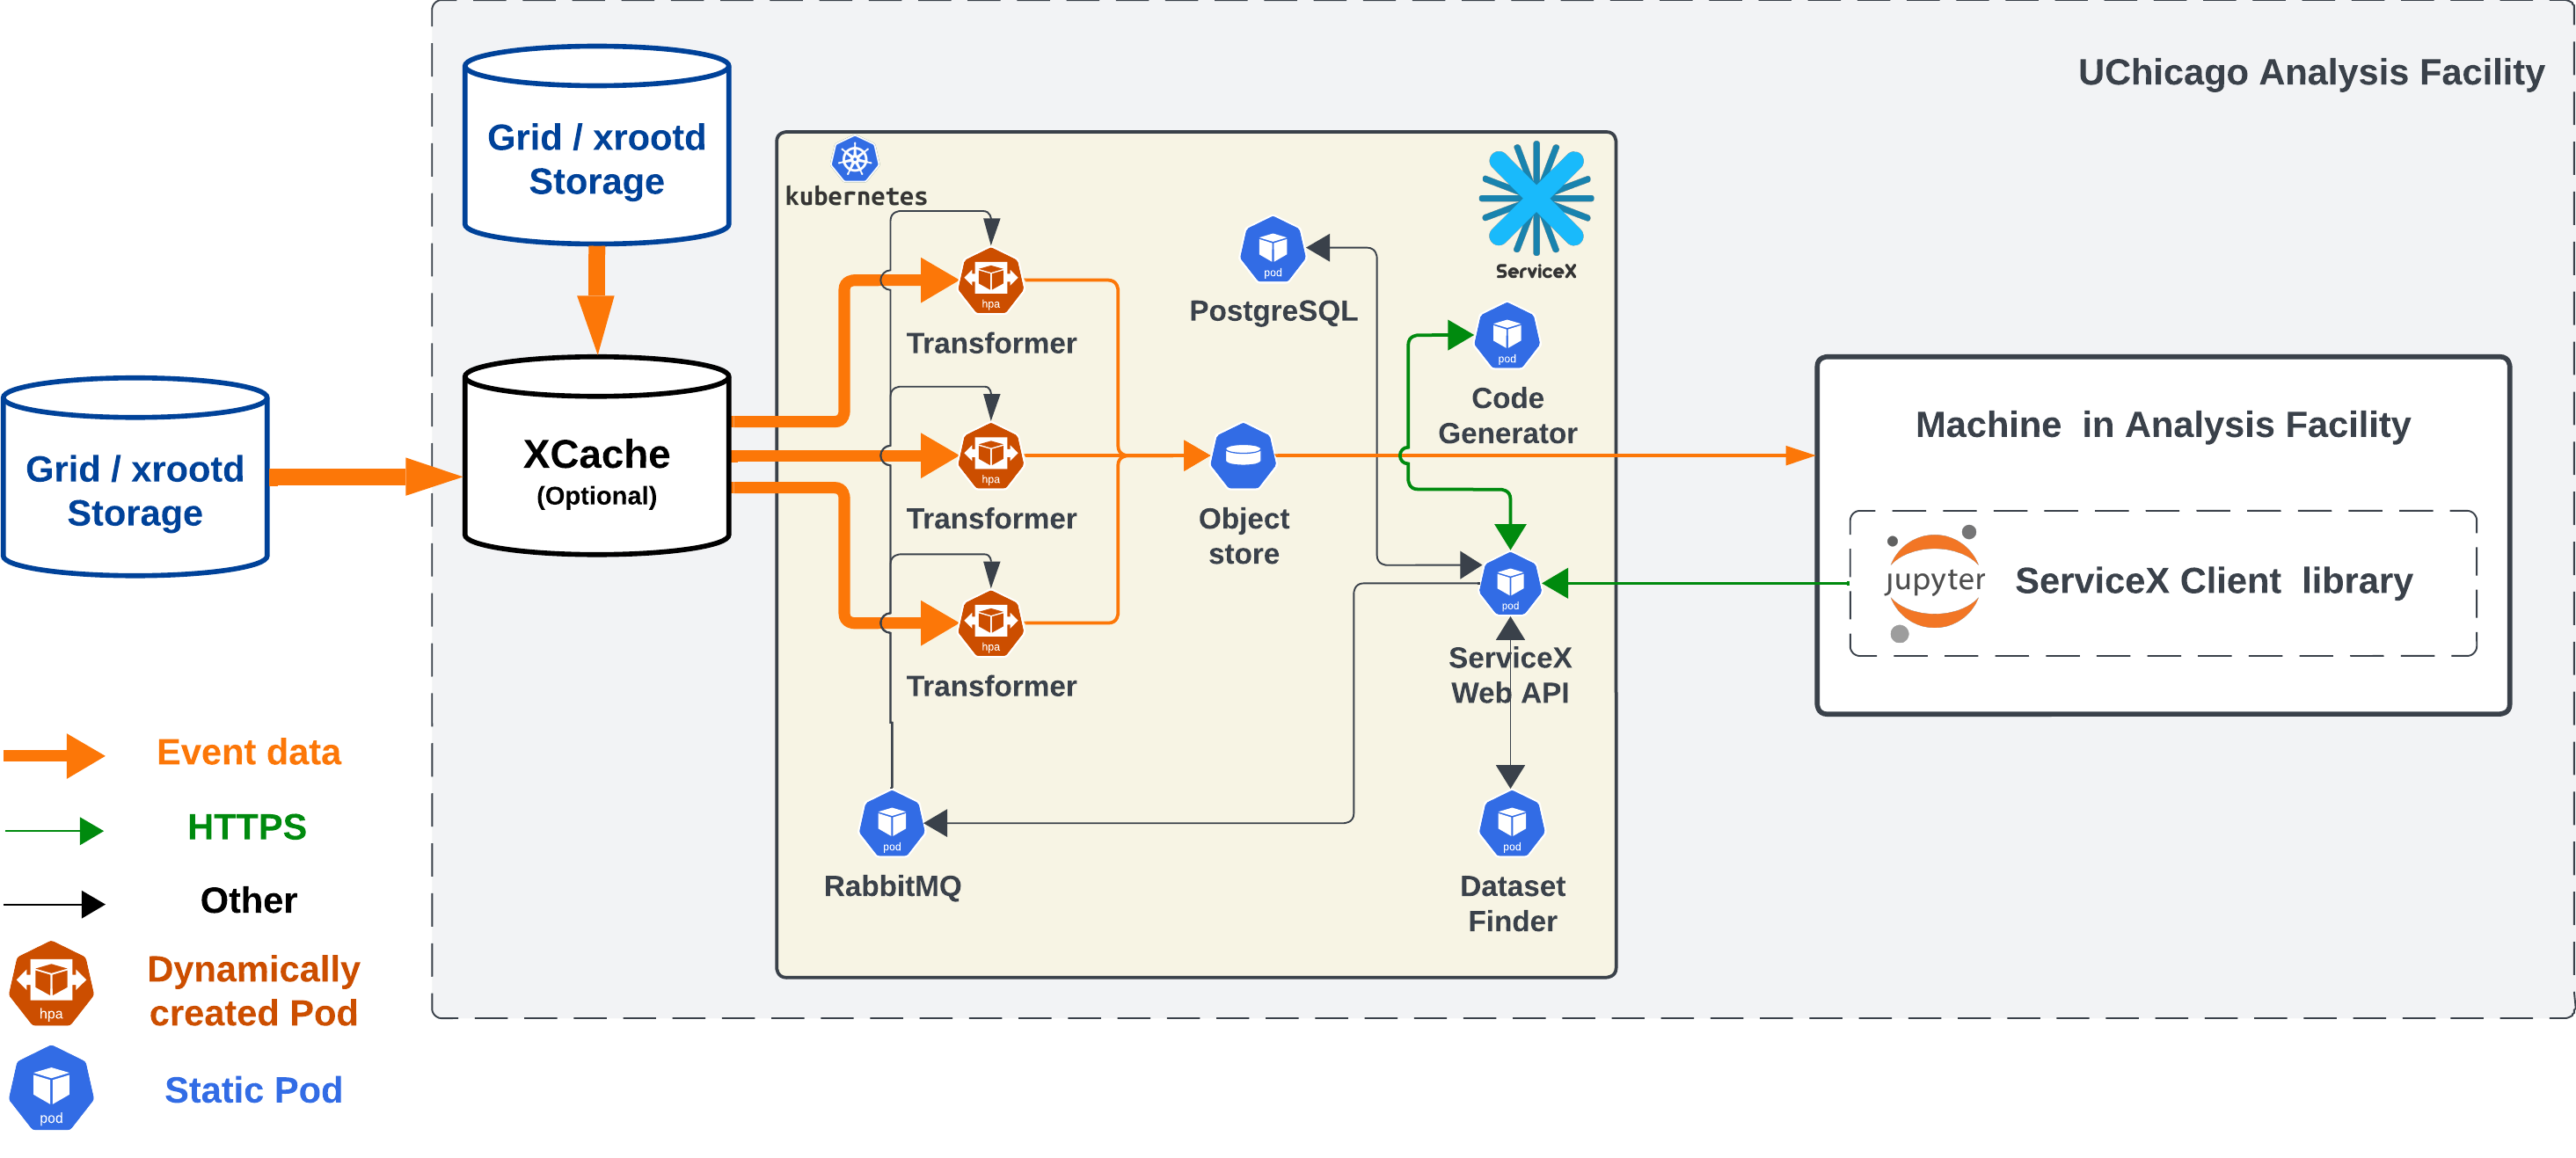 UChicago Analysis Facility
Grid / xrootd
Storage
kubernetes
ServiceX
hpa
Transformer
pod
PostgreSQL
pod
Code
Generator
Grid / xrootd
Storage
XCache
(Optional)
hpa
Transformer
Object
store
Machine in Analysis Facility
jupyter
ServiceX Client library
hpa
Transformer
pod
ServiceX
Web API
pod
RabbitMQ
pod
Dataset
Finder
Event data
HTTPS
Other
hpa
Dynamically
created Pod
pod
Static Pod